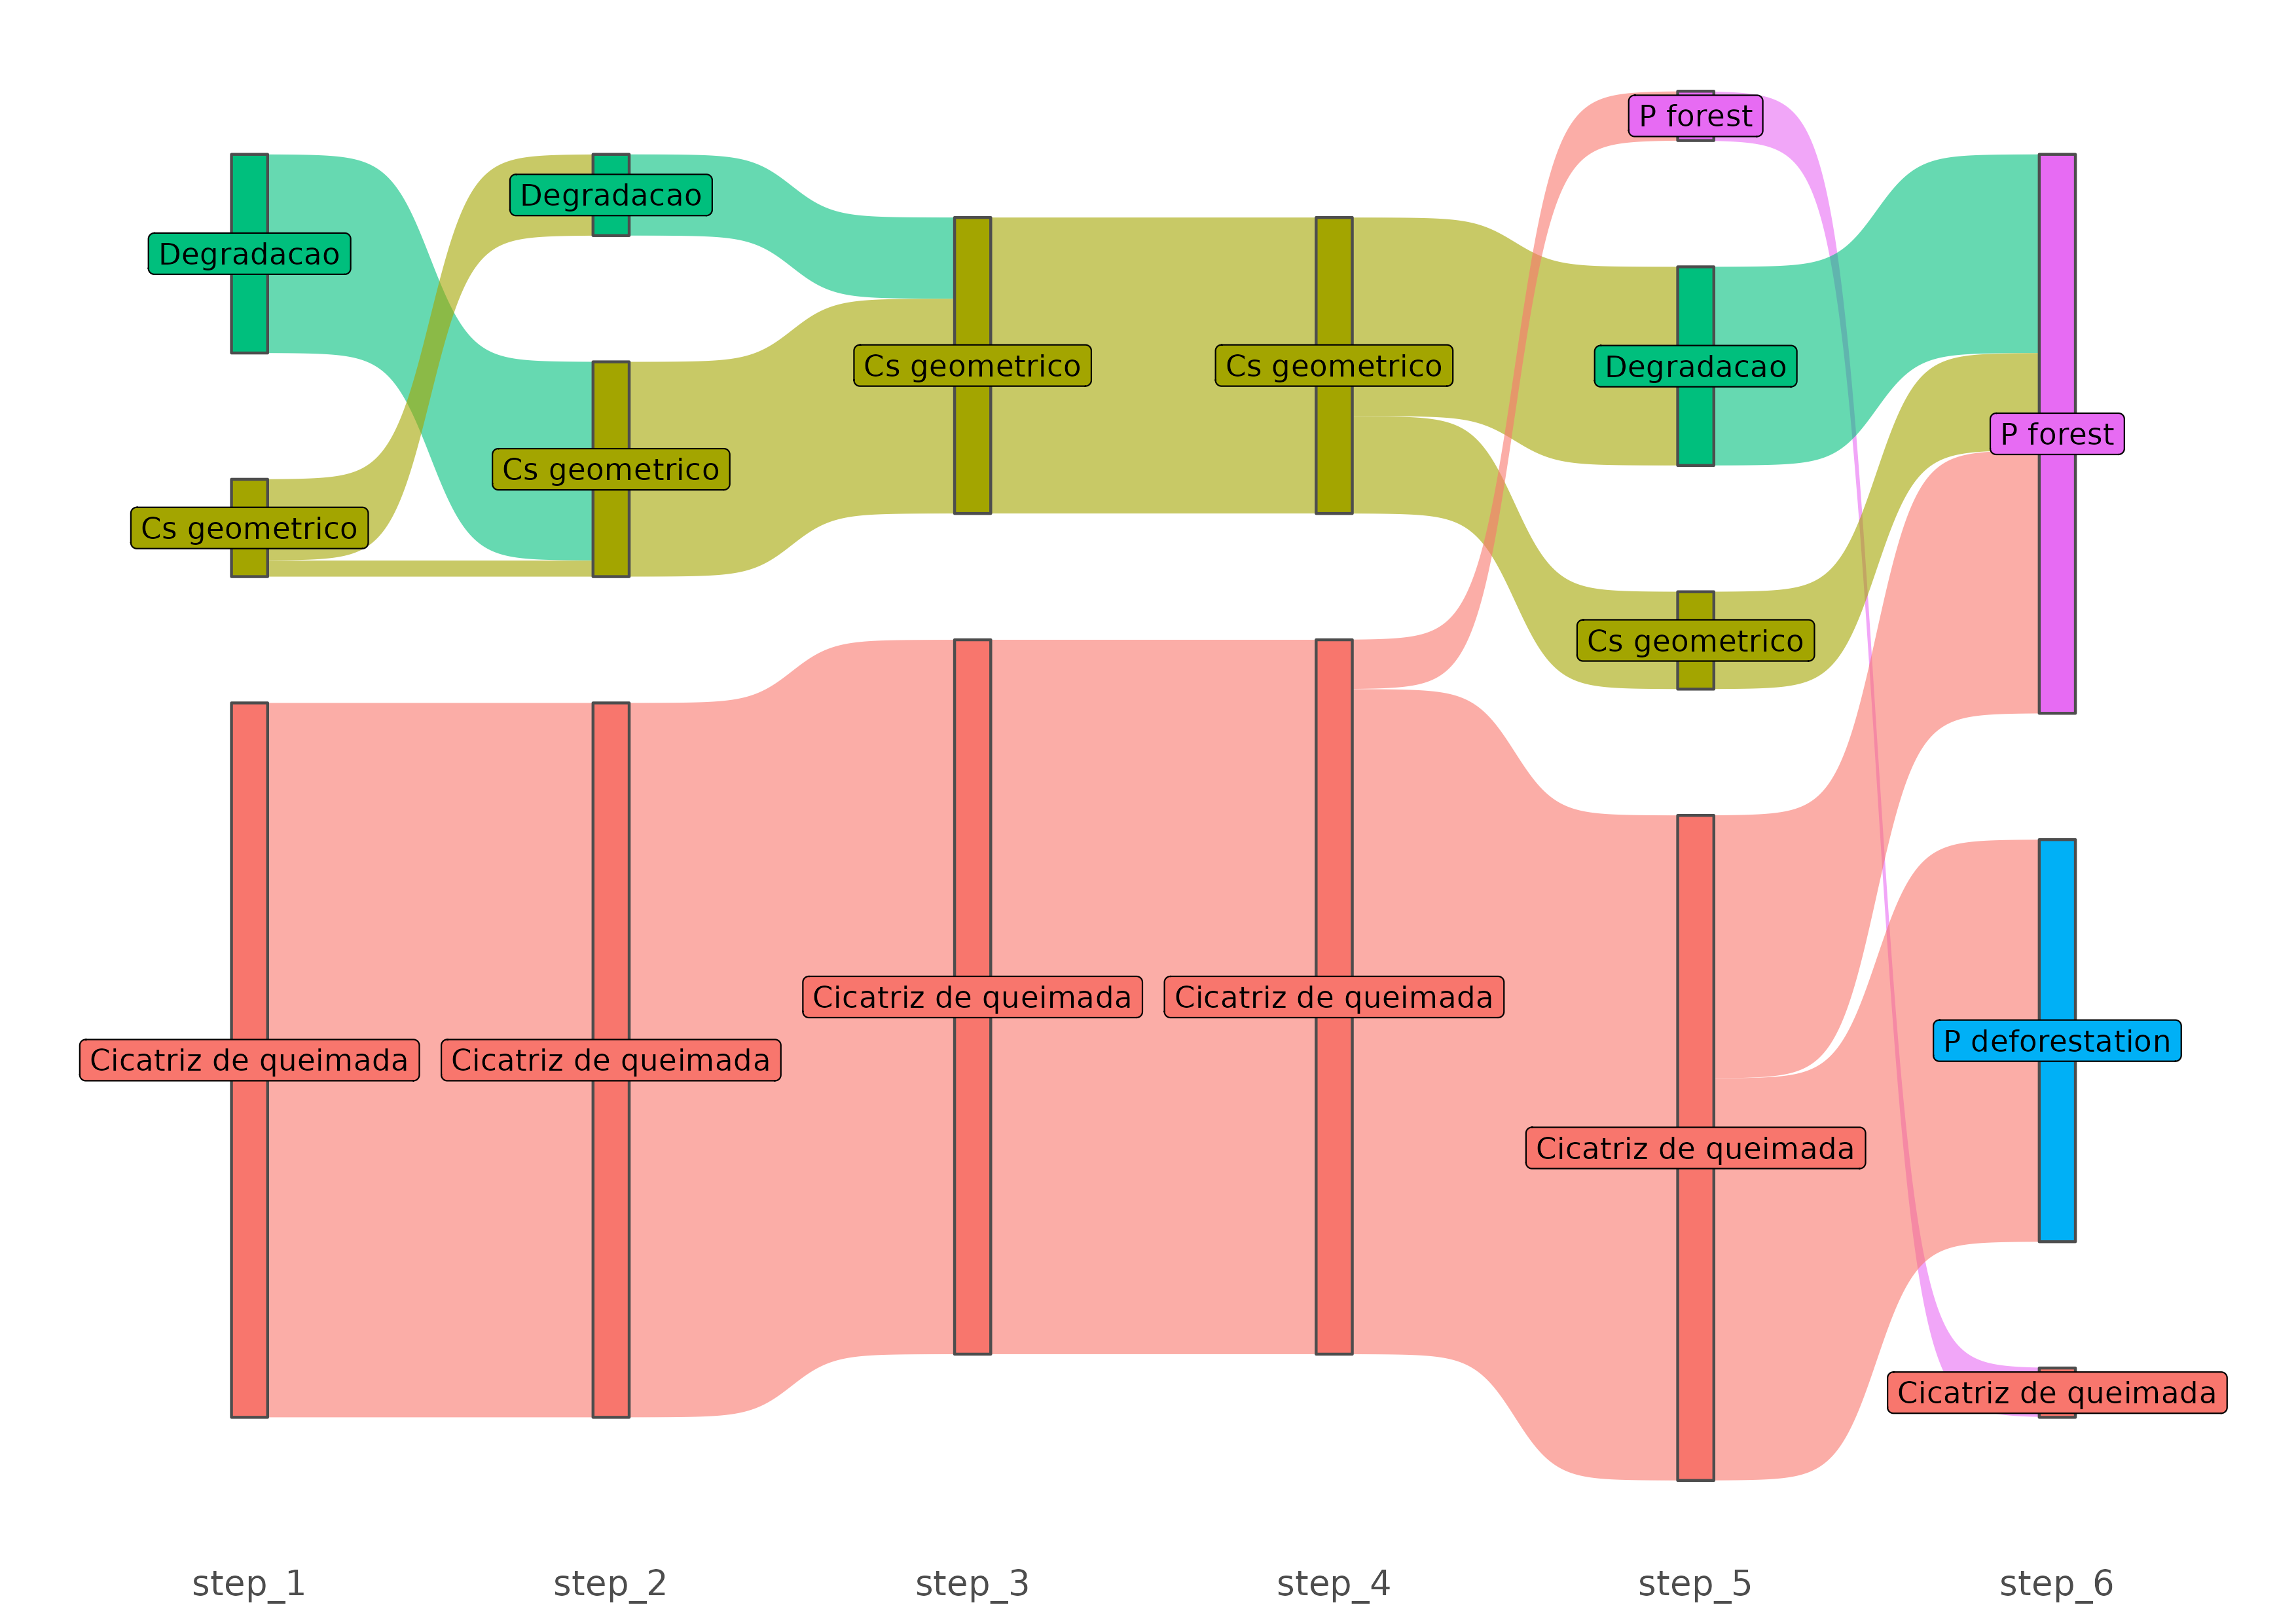 P forest
Degradacao
Degradacao
Cs geometrico
Cs geometrico
Degradacao
P forest
Cs geometrico
Cs geometrico
Cs geometrico
Cicatriz de queimada
Cicatriz de queimada
P deforestation
Cicatriz de queimada
Cicatriz de queimada
Cicatriz de queimada
Cicatriz de queimada
step_1
step_2
step_3
step_4
step_5
step_6